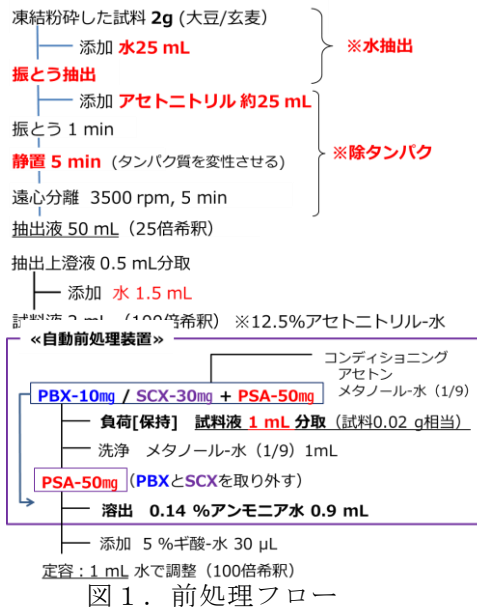 凍結粉砕した試料 2g (大豆/玄麦)
添加 水25 mL
※水抽出
振とう抽出
添加 アセトニトリル 約25 mL
振とう 1 min
静置 5 min (タンパク質を変性させる)
※除タンパク
遠心分離 3500 rpm, 5 min
抽出液 50 mL（25倍希釈）
抽出上澄液 0.5 mL分取
添加 水 1.5 mL
試料液 2 mL （100倍希釈） ※12.5%アセトニトリル-水
≪自動前処理装置≫
コンディショニング
アセトン
メタノール-水（1/9）
PBX-10mg / SCX-30mg + PSA-50mg
負荷[保持] 試料液 1 mL 分取（試料0.02 g相当）
洗浄 メタノール-水（1/9）1mL
PSA-50mg（PBXとSCXを取り外す）
溶出 0.14 %アンモニア水 0.9 mL
添加 5 %ギ酸-水 30 µL
定容：1 mL 水で調整（100倍希釈）
図１．前処理フロー